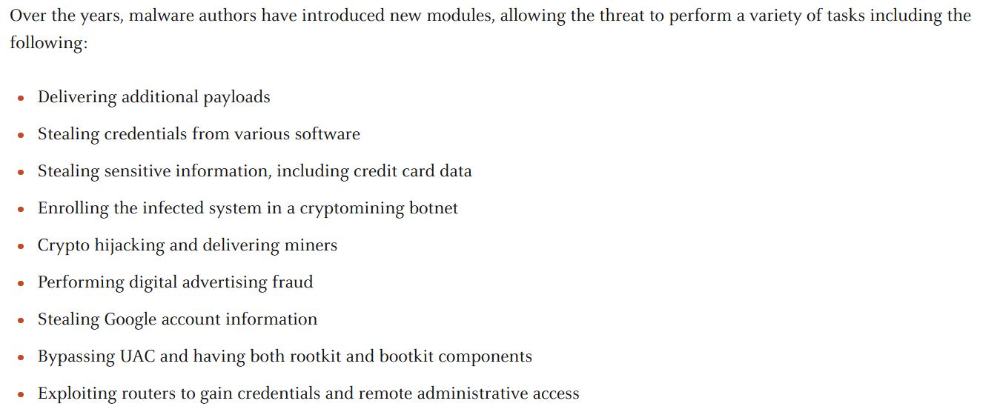 Over the years, malware authors have introduced new modules, allowing the threat to perform a variety of tasks including the
following:
• Delivering additional payloads
• Stealing credentials from various software
• Stealing sensitive information, including credit card data
• Enrolling the infected system in a cryptomining botnet
• Crypto hijacking and delivering miners
• Performing digital advertising fraud
• Stealing Google account information
• Bypassing UAC and having both rootkit and bootkit components
• Exploiting routers to gain credentials and remote administrative access